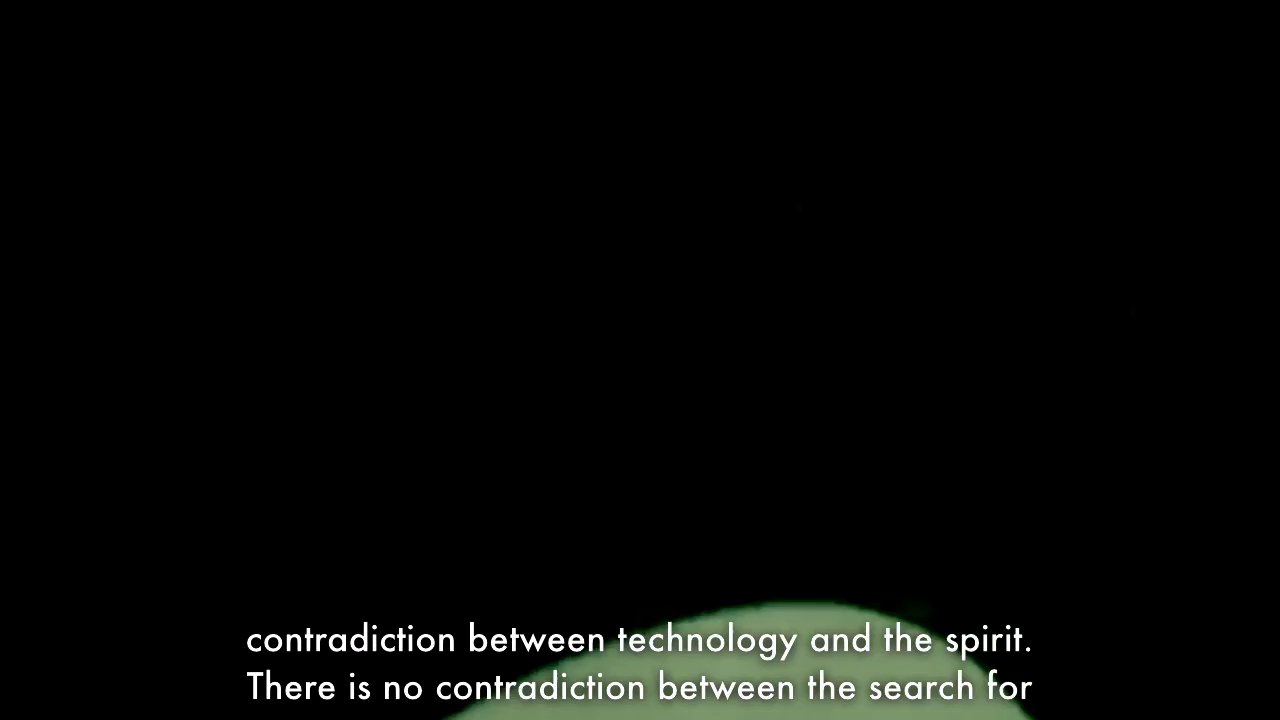 contradiction between technology and the spirit.
There is no contradiction between the search for